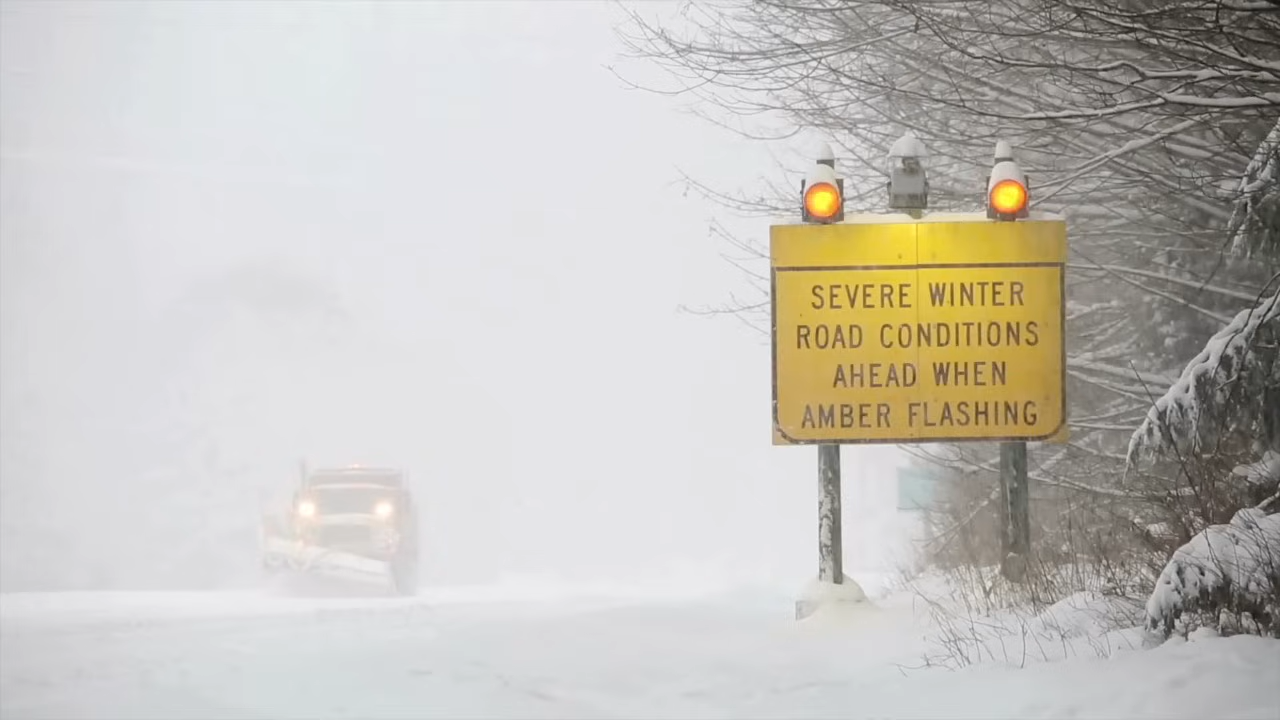 SEVERE WINTER
ROAD CONDITIONS
AHEAD WHEN
AMBER FLASHING